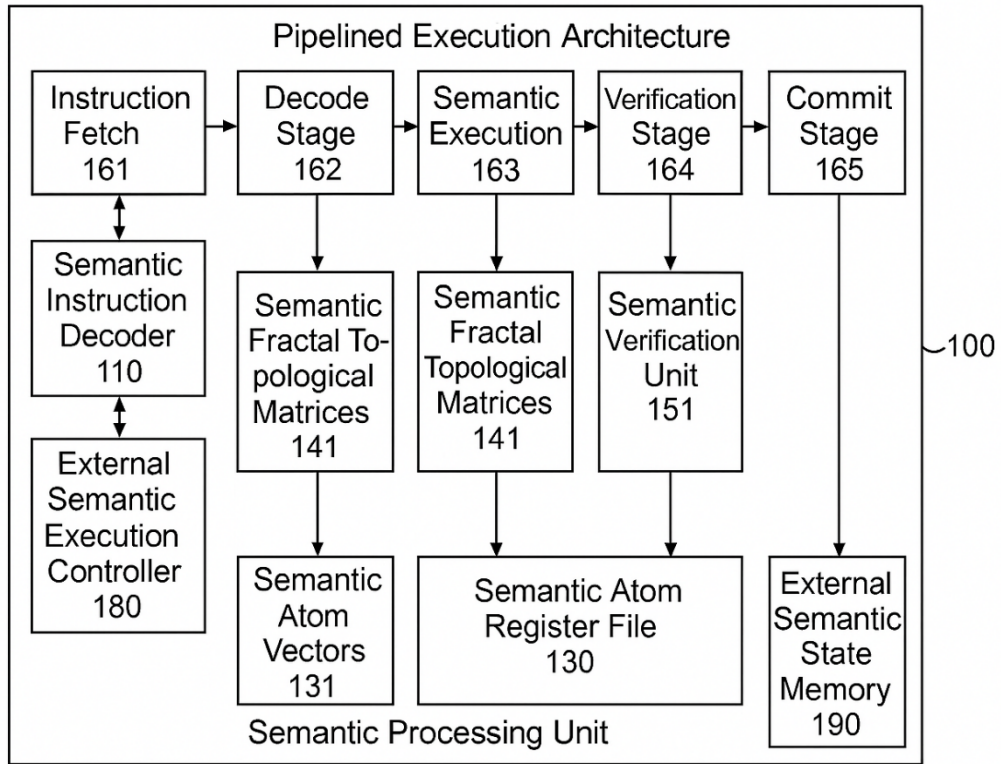 Pipelined Execution Architecture
Instruction
Fetch
161
Decode
Stage
162
Semantic
Execution
163
Verification
Stage
164
Commit
Stage
165
Semantic
Instruction
Decoder
110
External
Semantic
Execution
Controller
180
Semantic
Fractal To-
pological
Matrices
141
Semantic
Atom
Vectors
131
Semantic
Fractal
Topological
Matrices
141
Semantic
Verification
Unit
151
Semantic Atom
Register File
130
External
Semantic
State
Memory
190
Semantic Processing Unit
100